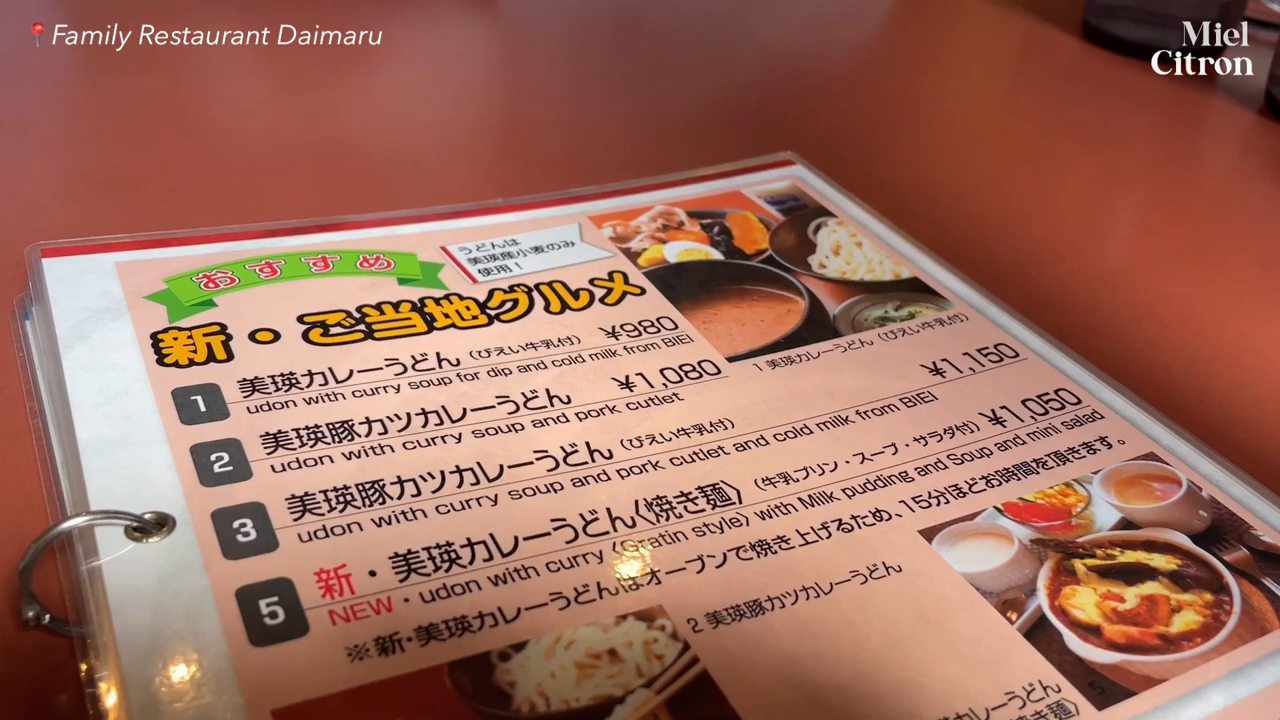 📍Family Restaurant Daimaru
Miel
Citron
おすすめ
うどんは
美瑛産小麦のみ
使用！
新・ご当地グルメ
1 美瑛カレーうどん (びえい牛乳付) ¥980
udon with curry soup for dip and cold milk from BIEI
2 美瑛豚カツカレーうどん ¥1,080
udon with curry soup and pork cutlet
1 美瑛カレーうどん (びえい牛乳付)
3 美瑛豚カツカレーうどん (びえい牛乳付) ¥1,150
udon with curry soup and pork cutlet and cold milk from BIEI
5 新・美瑛カレーうどん〈焼き麺〉 (牛乳プリン・スープ・サラダ付) ¥1,050
NEW・udon with curry 〈Gratin style〉 with Milk pudding and Soup and mini salad
※新・美瑛カレーうどんはオーブンで焼き上げるため、15分ほどお時間を頂きます。
2 美瑛豚カツカレーうどん
5
カレーうどん